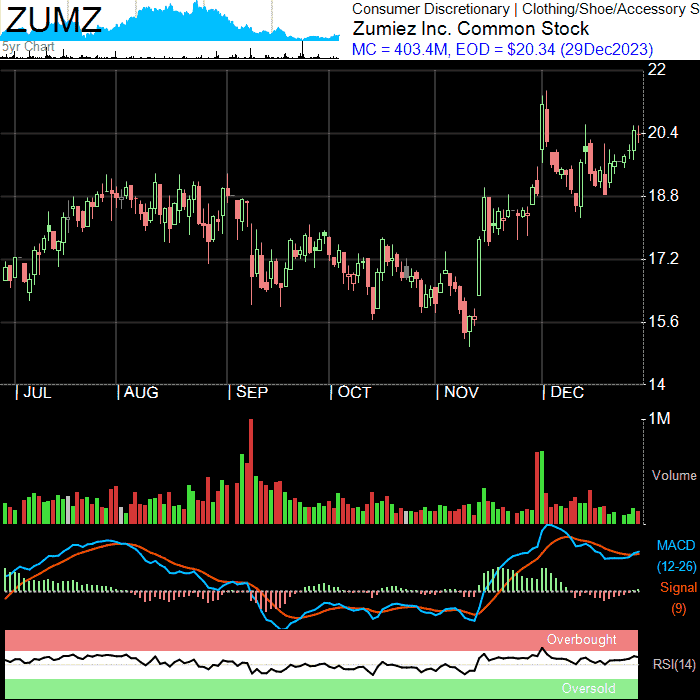 ZUMZ
5yr Chart
Consumer Discretionary | Clothing/Shoe/Accessory S
Zumiez Inc. Common Stock
MC = 403.4M, EOD = $20.34 (29Dec2023)
22
20.4
18.8
17.2
15.6
14
| JUL | AUG | SEP | OCT | NOV | DEC
1M
Volume
MACD
(12-26)
Signal
(9)
Overbought
RSI(14)
Oversold